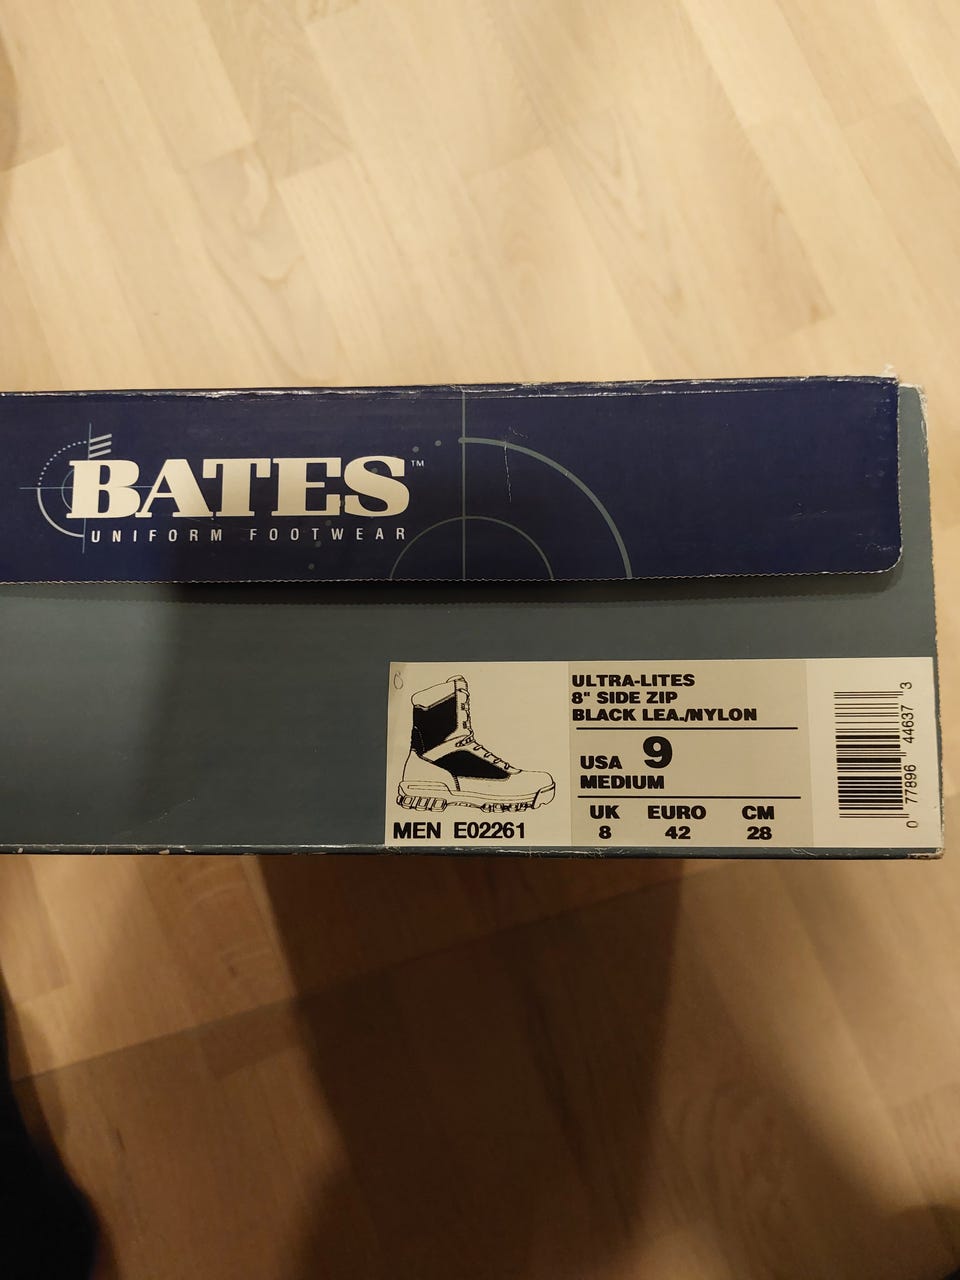 BATES™
UNIFORM FOOTWEAR
ULTRA-LITES
8" SIDE ZIP
BLACK LEA./NYLON
USA 9
MEDIUM
UK EURO CM
8 42 28
MEN E02261
0 77896 44637 3